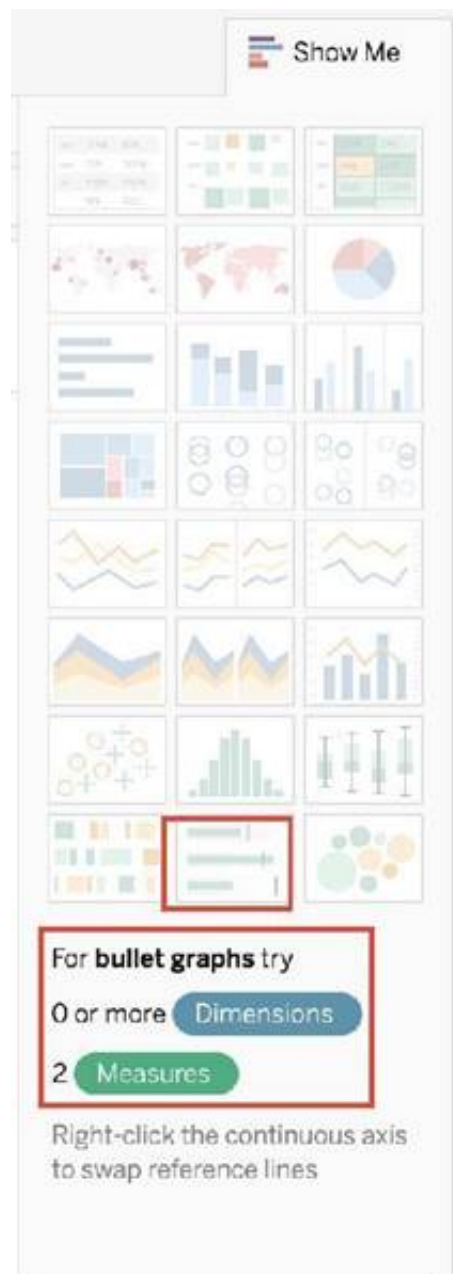 Show Me
For bullet graphs try
0 or more Dimensions
2 Measures
Right-click the continuous axis
to swap reference lines